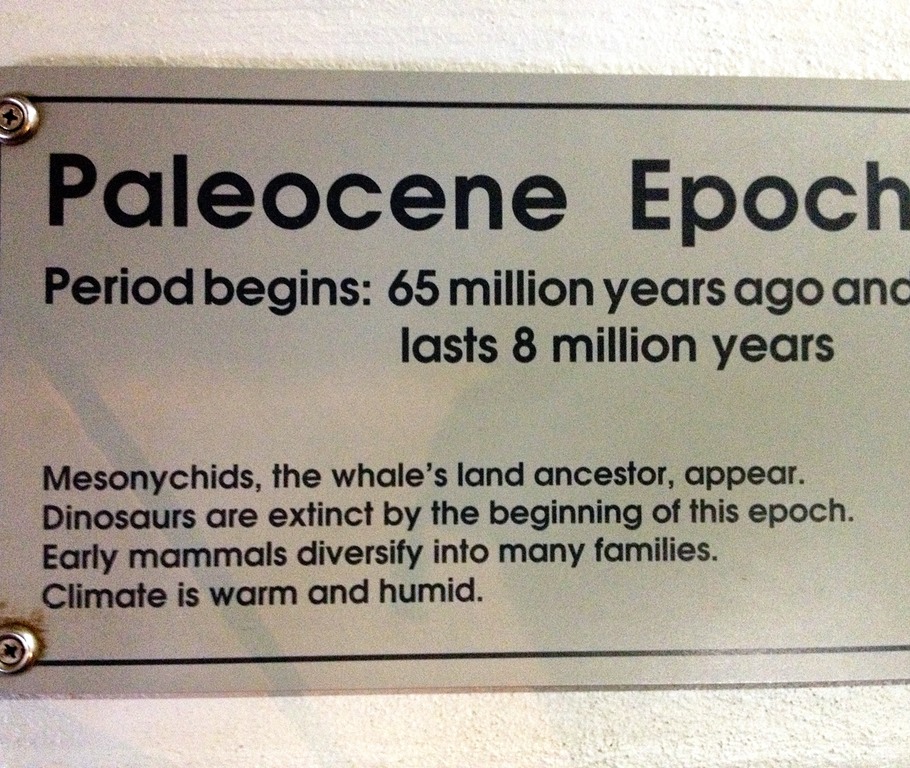 Paleocene Epoch
Period begins: 65 million years ago and
lasts 8 million years
Mesonychids, the whale's land ancestor, appear.
Dinosaurs are extinct by the beginning of this epoch.
Early mammals diversify into many families.
Climate is warm and humid.